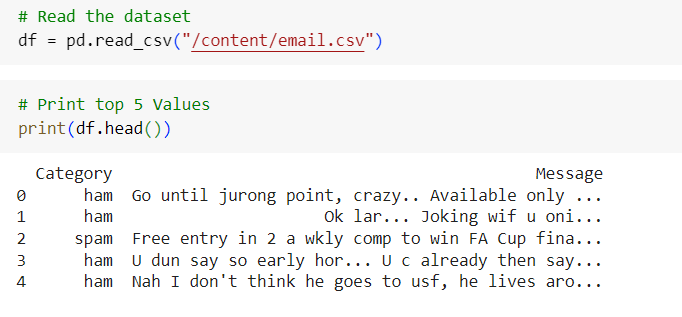 # Read the dataset
df = pd.read_csv("/content/email.csv")
# Print top 5 Values
print(df.head())
Category Message
0 ham Go until jurong point, crazy.. Available only ...
1 ham Ok lar... Joking wif u oni...
2 spam Free entry in 2 a wkly comp to win FA Cup fina...
3 ham U dun say so early hor... U c already then say...
4 ham Nah I don't think he goes to usf, he lives aro...